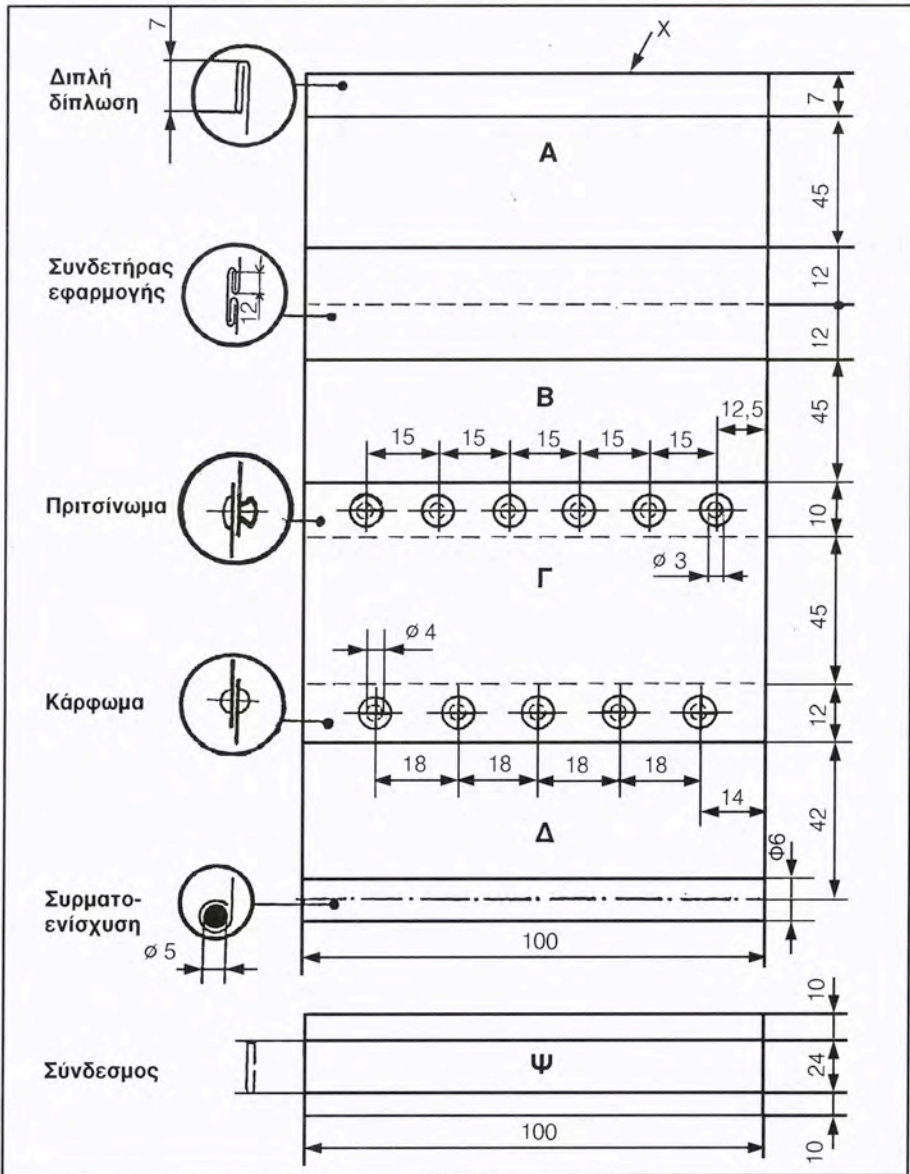 X
7
Διπλή
δίπλωση
7
Α
45
Συνδετήρας
εφαρμογής
12
12
12
Β
45
12,5
15 15 15 15 15
Πριτσίνωμα
10
ø 3
Γ
45
ø 4
Κάρφωμα
12
18 18 18 18
14
42
Δ
Φ6
Συρματο-
ενίσχυση
ø 5
100
10
Σύνδεσμος
Ψ
24
100
10